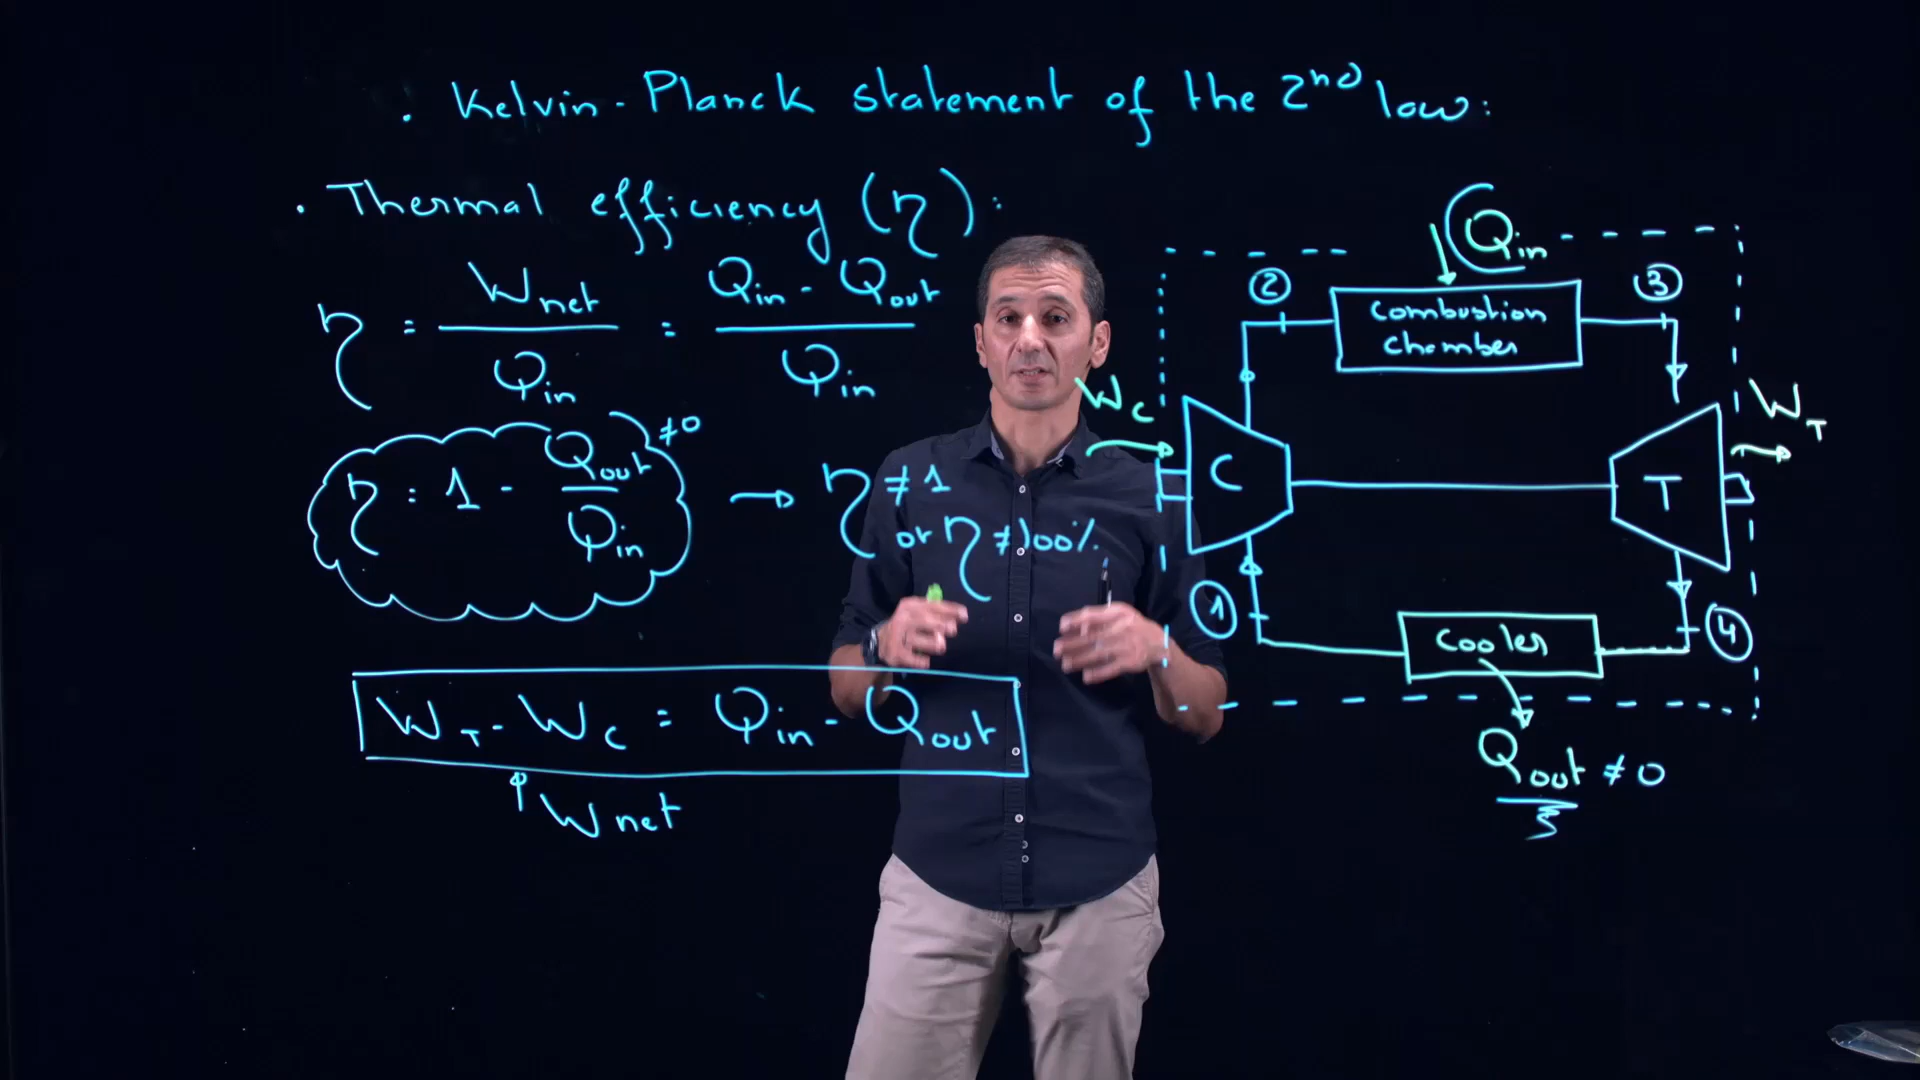 . Kelvin - Planck statement of the 2nd law:
. Thermal efficiency (η):
η = Wnet / Qin = Qin - Qout / Qin
η = 1 - Qout / Qin ≠0 → η ≠ 1
or η ≠ 100%
WT - WC = Qin - Qout
Wnet
Qin
2
combustion
chamber
3
WC
C
T
WT
1
cooler
4
Qout ≠ 0